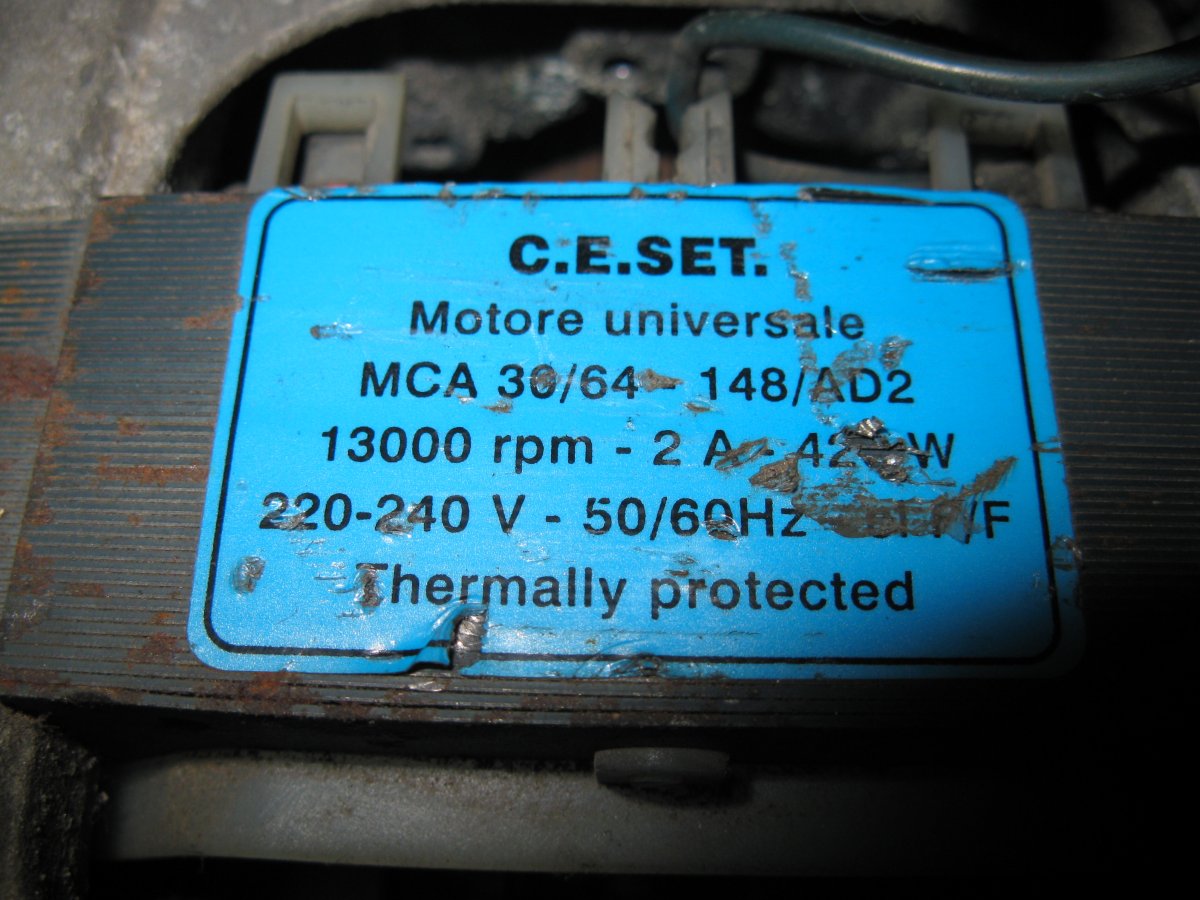 C.E.SET.
Motore universale
MCA 30/64 - 148/AD2
13000 rpm - 2 A -
220-240 V - 50/60Hz -
Thermally protected